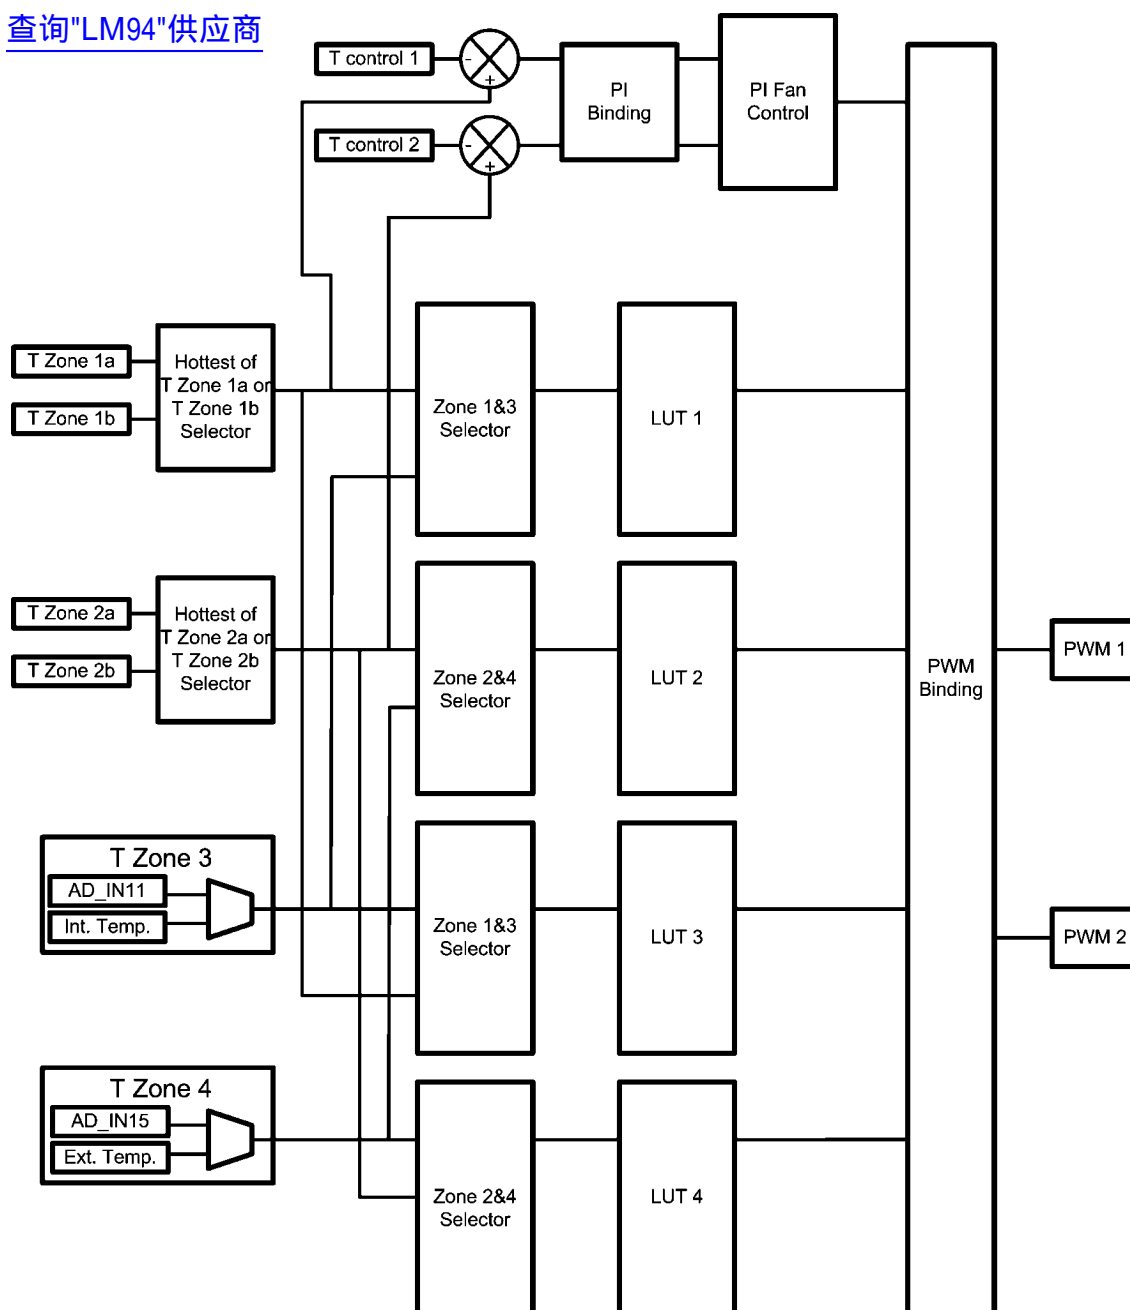 查询"LM94"供应商
T control 1
-
+
T control 2
-
+
PI
Binding
PI Fan
Control
T Zone 1a
T Zone 1b
Hottest of
T Zone 1a or
T Zone 1b
Selector
Zone 1&3
Selector
LUT 1
T Zone 2a
T Zone 2b
Hottest of
T Zone 2a or
T Zone 2b
Selector
Zone 2&4
Selector
LUT 2
PWM
Binding
PWM 1
T Zone 3
AD_IN11
Int. Temp.
Zone 1&3
Selector
LUT 3
PWM 2
T Zone 4
AD_IN15
Ext. Temp.
Zone 2&4
Selector
LUT 4